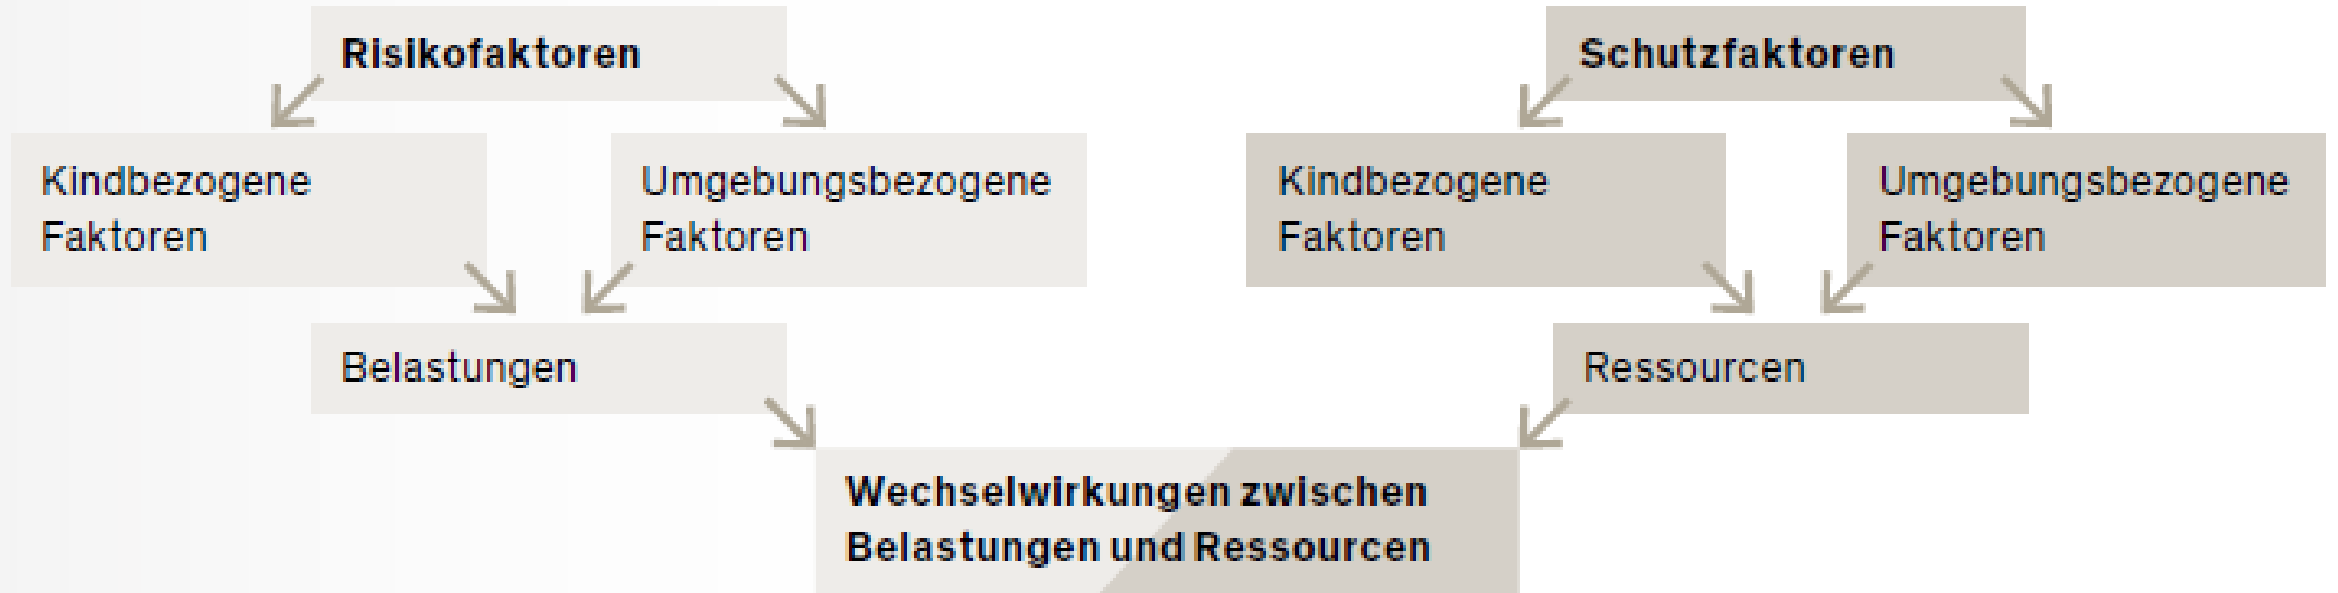 Risikofaktoren
Schutzfaktoren
Kindbezogene
Faktoren
Umgebungsbezogene
Faktoren
Kindbezogene
Faktoren
Umgebungsbezogene
Faktoren
Belastungen
Ressourcen
Wechselwirkungen zwischen
Belastungen und Ressourcen